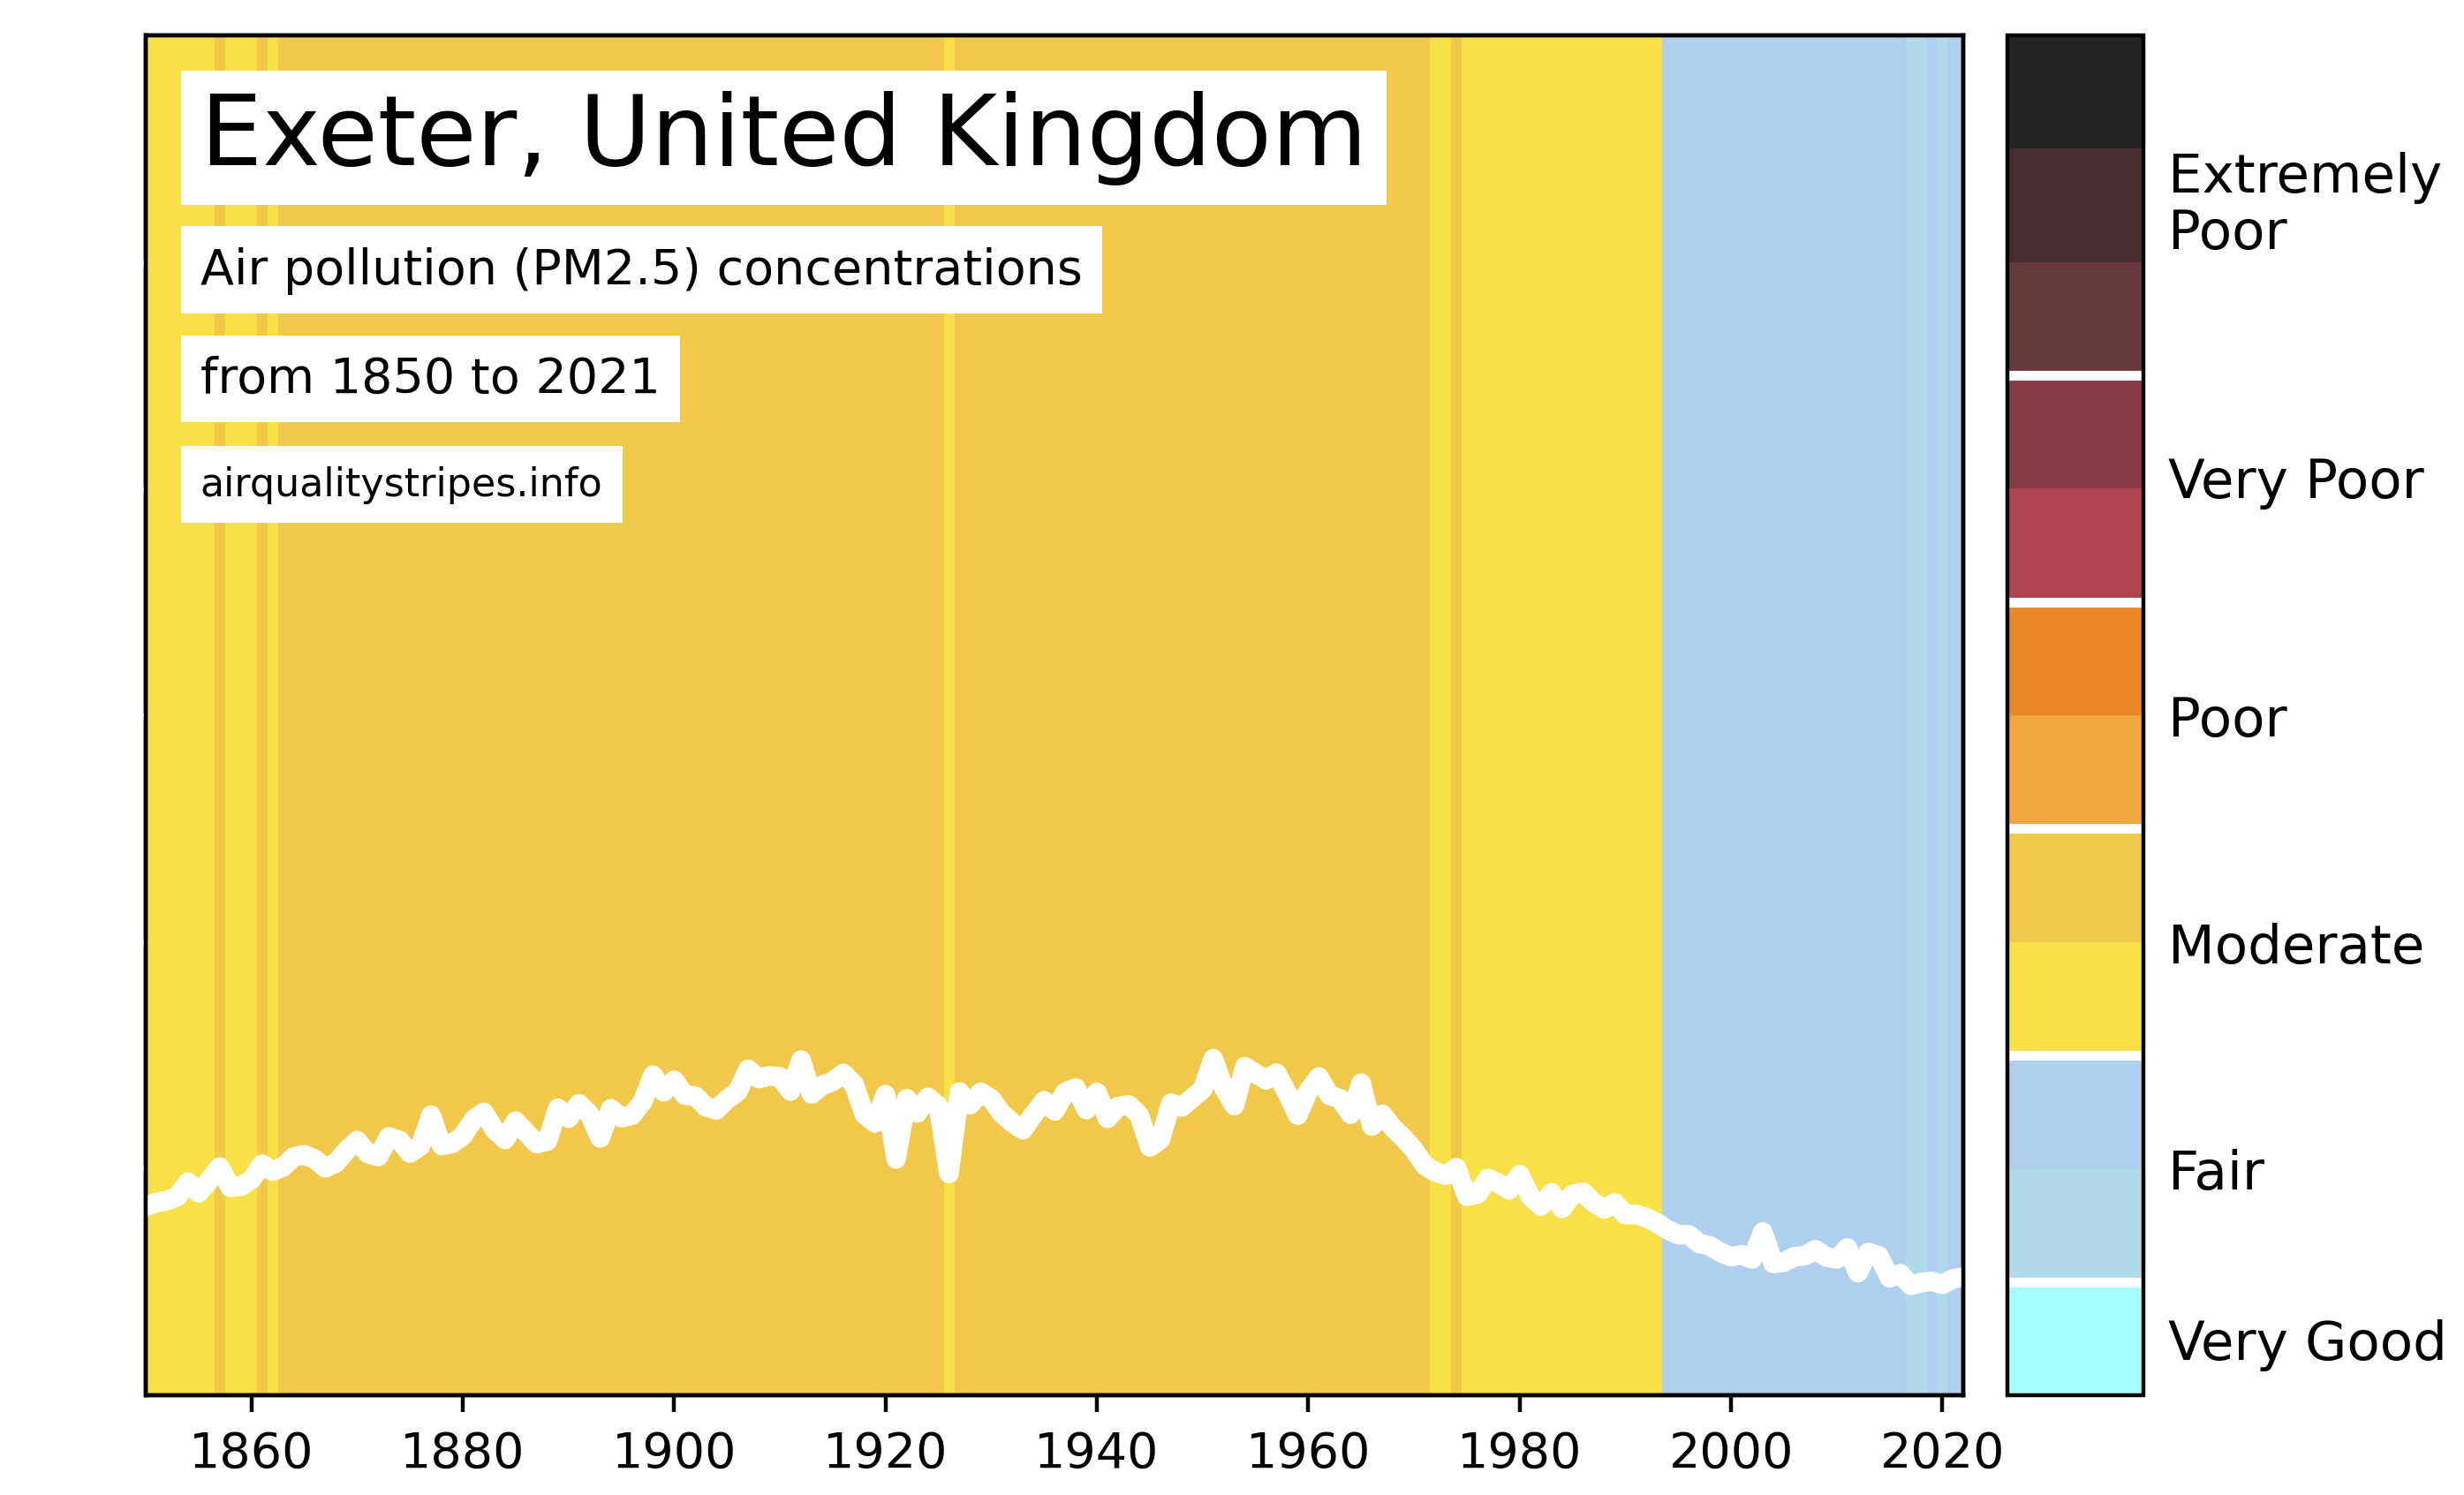 Exeter, United Kingdom
Air pollution (PM2.5) concentrations
from 1850 to 2021
airqualitystripes.info
Extremely
Poor
Very Poor
Poor
Moderate
Fair
Very Good
1860 1880 1900 1920 1940 1960 1980 2000 2020